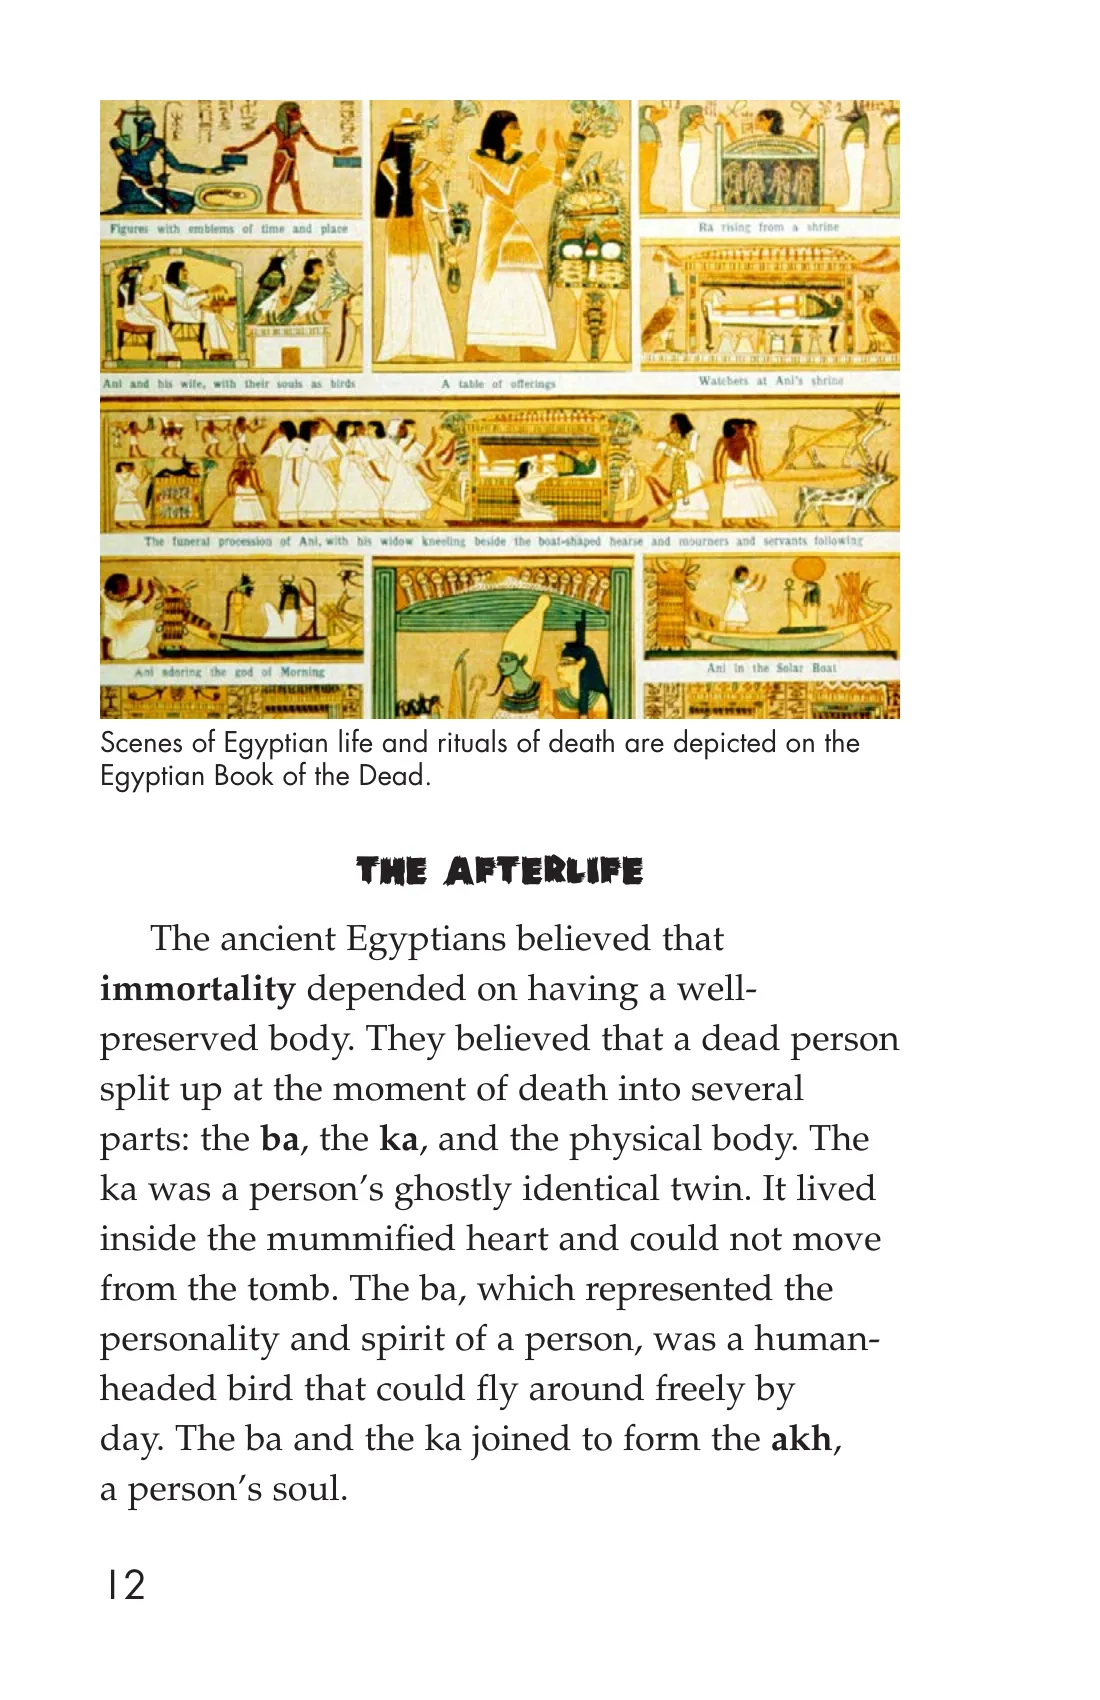 Figures with emblems of time and place
Ra rising from a shrine
Ani and his wife, with their souls as birds
A table of offerings
Watchers at Ani's shrine
The funeral procession of Ani, with his widow kneeling beside the boat-shaped hearse and mourners and servants following
Ani adoring the god of Morning
Ani in the Solar Boat
Scenes of Egyptian life and rituals of death are depicted on the
Egyptian Book of the Dead.
THE AFTERLIFE
The ancient Egyptians believed that
immortality depended on having a well-
preserved body. They believed that a dead person
split up at the moment of death into several
parts: the ba, the ka, and the physical body. The
ka was a person’s ghostly identical twin. It lived
inside the mummified heart and could not move
from the tomb. The ba, which represented the
personality and spirit of a person, was a human-
headed bird that could fly around freely by
day. The ba and the ka joined to form the akh,
a person’s soul.
12